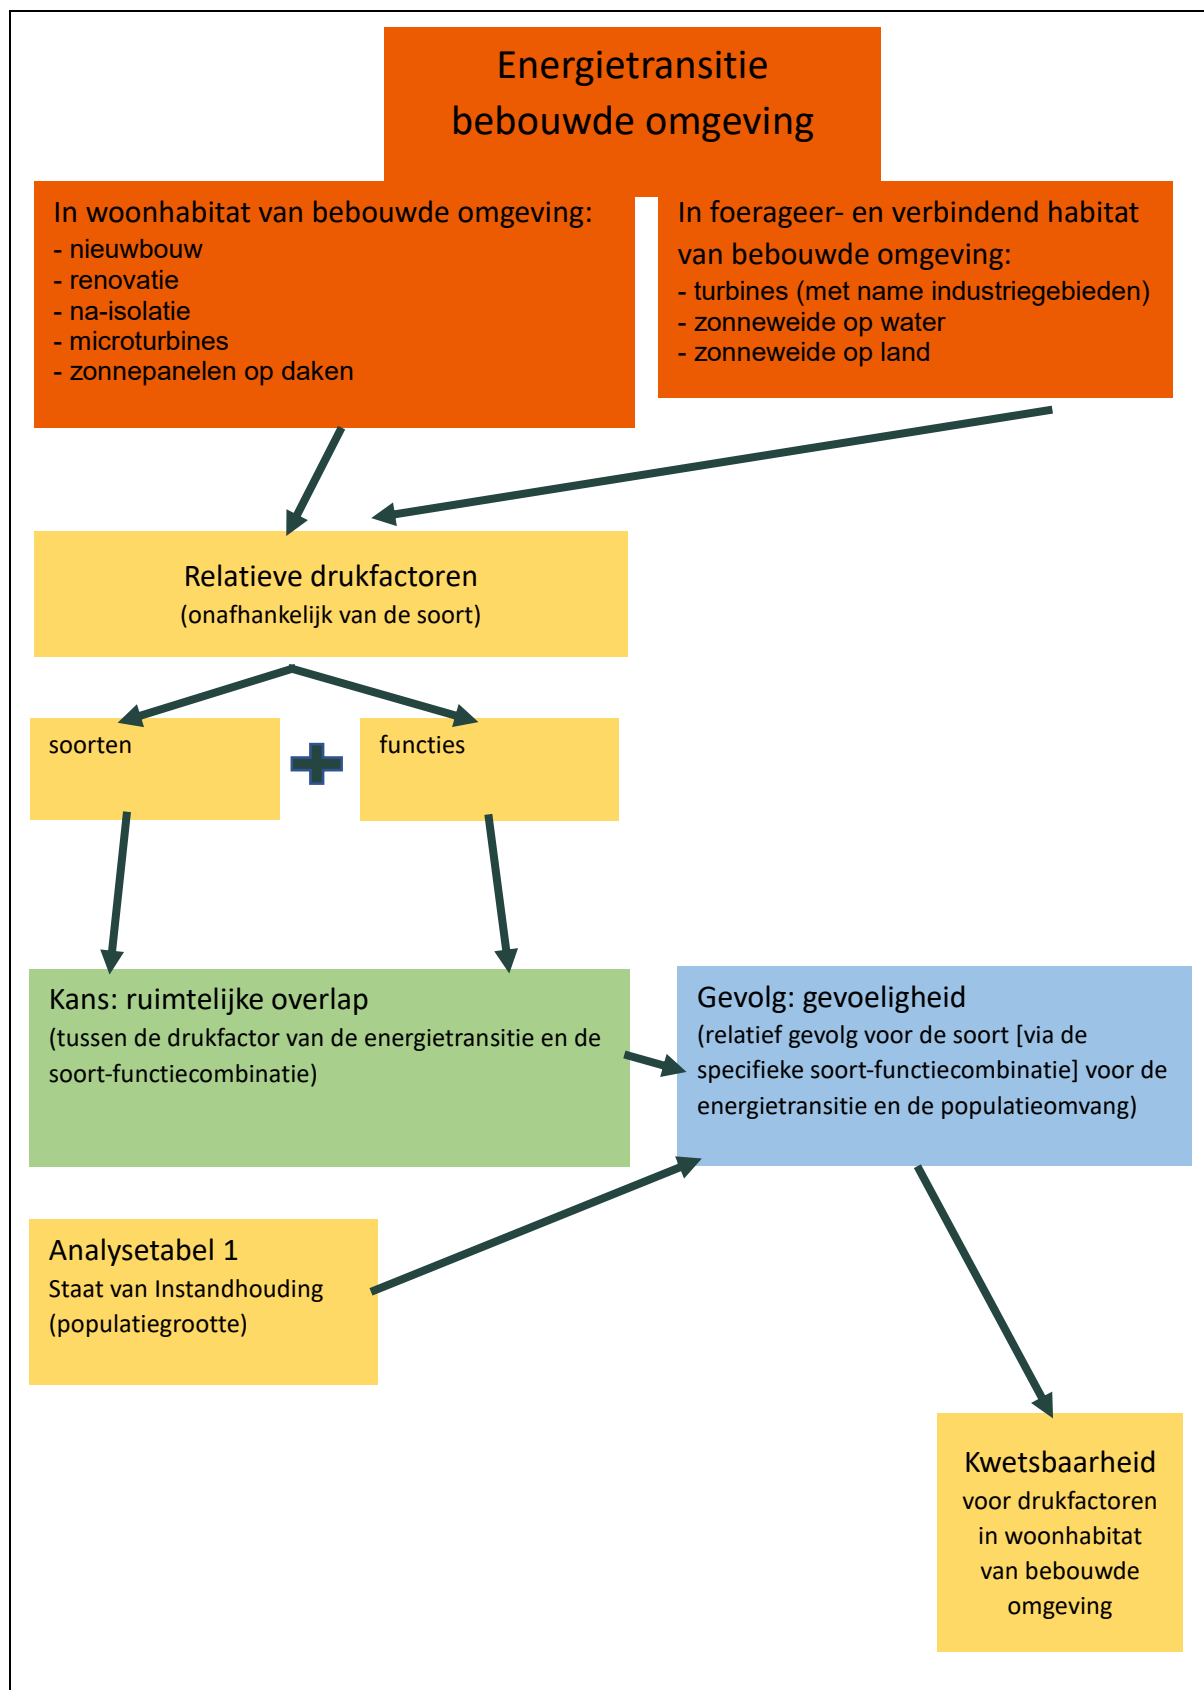 Energietransitie
bebouwde omgeving
In woonhabitat van bebouwde omgeving:
- nieuwbouw
- renovatie
- na-isolatie
- microturbines
- zonnepanelen op daken
In foerageer- en verbindend habitat
van bebouwde omgeving:
- turbines (met name industriegebieden)
- zonneweide op water
- zonneweide op land
Relatieve drukfactoren
(onafhankelijk van de soort)
soorten
functies
Kans: ruimtelijke overlap
(tussen de drukfactor van de energietransitie en de
soort-functiecombinatie)
Gevolg: gevoeligheid
(relatief gevolg voor de soort [via de
specifieke soort-functiecombinatie] voor de
energietransitie en de populatieomvang)
Analysetabel 1
Staat van Instandhouding
(populatiegrootte)
Kwetsbaarheid
voor drukfactoren
in woonhabitat
van bebouwde
omgeving